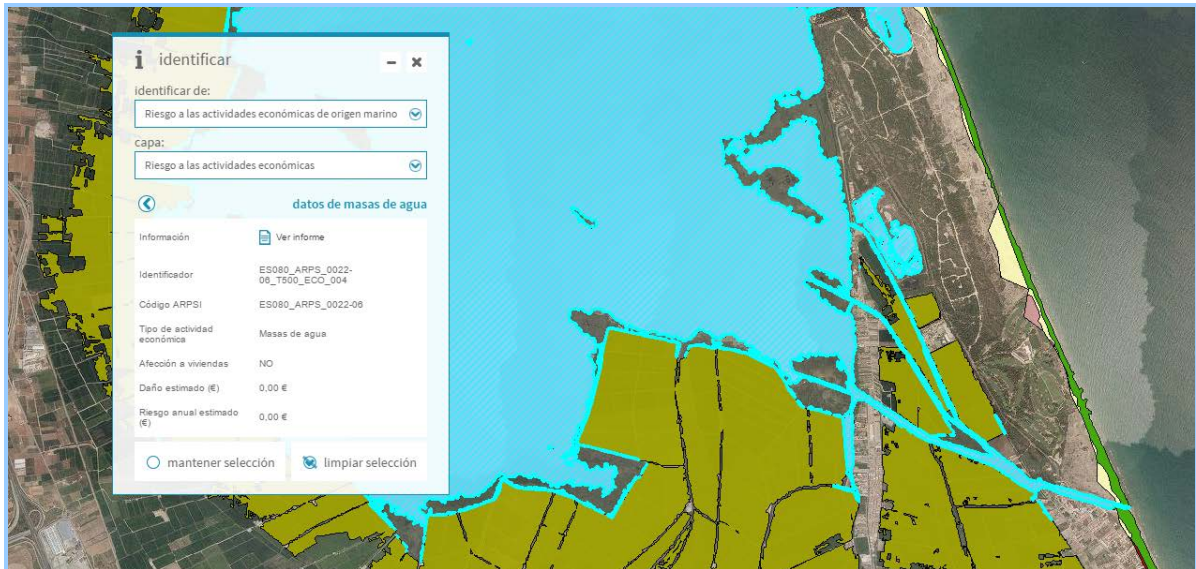 i identificar
identificar de:
Riesgo a las actividades económicas de origen marino
capa:
Riesgo a las actividades económicas
datos de masas de agua
Información Ver informe
Identificador ES080_ARPS_0022-
06_T500_ECO_004
Código ARPSI ES080_ARPS_0022-06
Tipo de actividad
económica Masas de agua
Afección a viviendas NO
Daño estimado (€) 0,00 €
Riesgo anual estimado
(€) 0,00 €
mantener selección limpiar selección